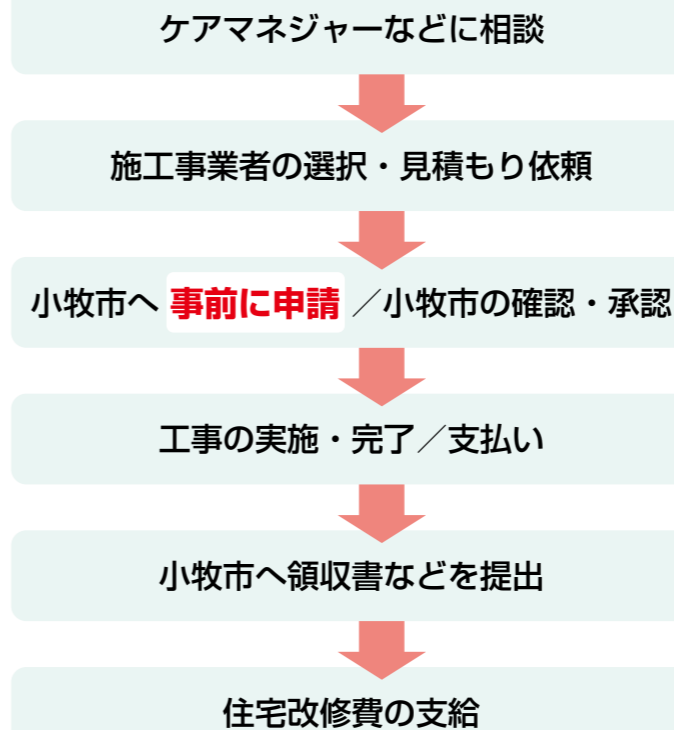 ケアマネジャーなどに相談
施工事業者の選択・見積もり依頼
小牧市へ 事前に申請 ／小牧市の確認・承認
工事の実施・完了／支払い
小牧市へ領収書などを提出
住宅改修費の支給